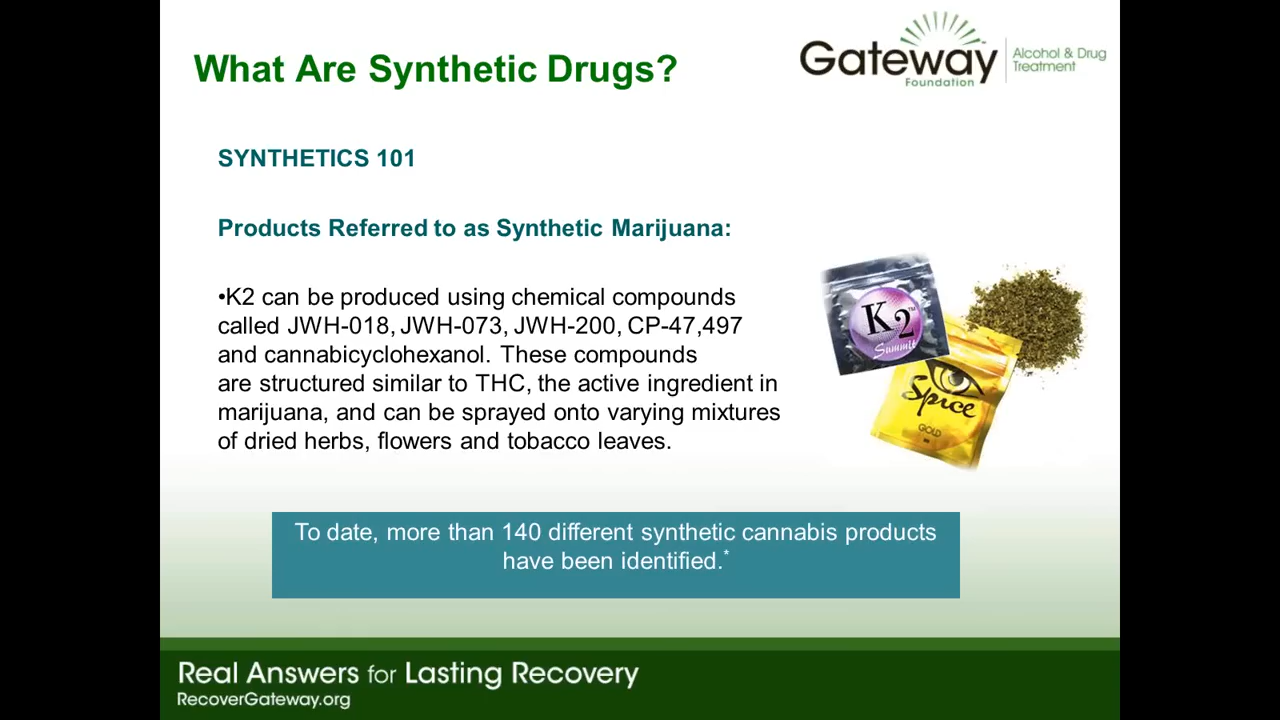 What Are Synthetic Drugs?
Gateway
Foundation
Alcohol & Drug
Treatment
SYNTHETICS 101
Products Referred to as Synthetic Marijuana:
•K2 can be produced using chemical compounds
called JWH-018, JWH-073, JWH-200, CP-47,497
and cannabicyclohexanol. These compounds
are structured similar to THC, the active ingredient in
marijuana, and can be sprayed onto varying mixtures
of dried herbs, flowers and tobacco leaves.
K2
Summit
Spice
GOLD
To date, more than 140 different synthetic cannabis products
have been identified.*
Real Answers for Lasting Recovery
RecoverGateway.org